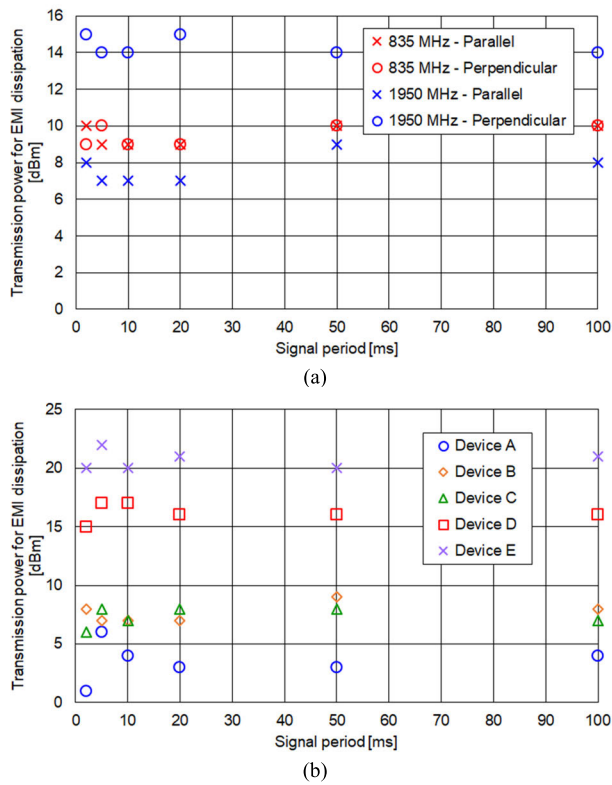 16
14
12
10
8
6
4
2
0
Transmission power for EMI dissipation
[dBm]
835 MHz - Parallel
835 MHz - Perpendicular
1950 MHz - Parallel
1950 MHz - Perpendicular
0 10 20 30 40 50 60 70 80 90 100
Signal period [ms]
(a)
25
20
15
10
5
0
Transmission power for EMI dissipation
[dBm]
Device A
Device B
Device C
Device D
Device E
0 10 20 30 40 50 60 70 80 90 100
Signal period [ms]
(b)